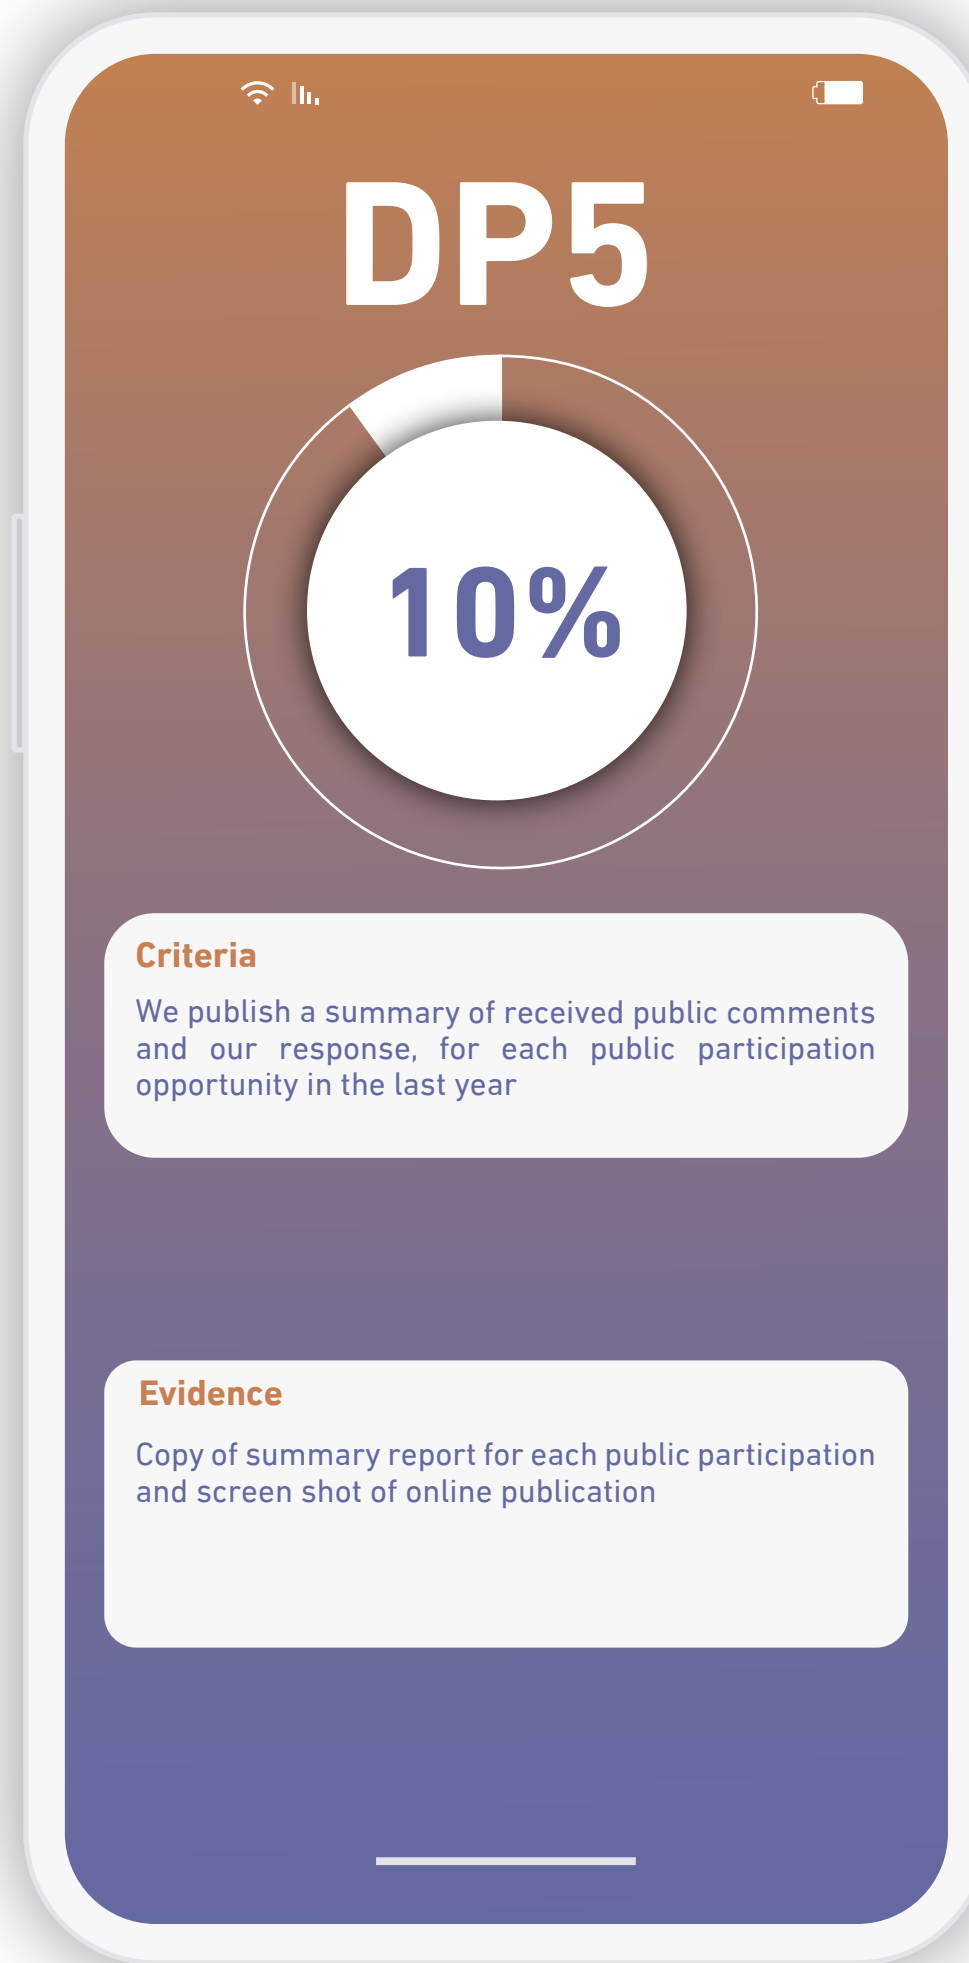 DP5
10%
Criteria
We publish a summary of received public comments
and our response, for each public participation
opportunity in the last year
Evidence
Copy of summary report for each public participation
and screen shot of online publication